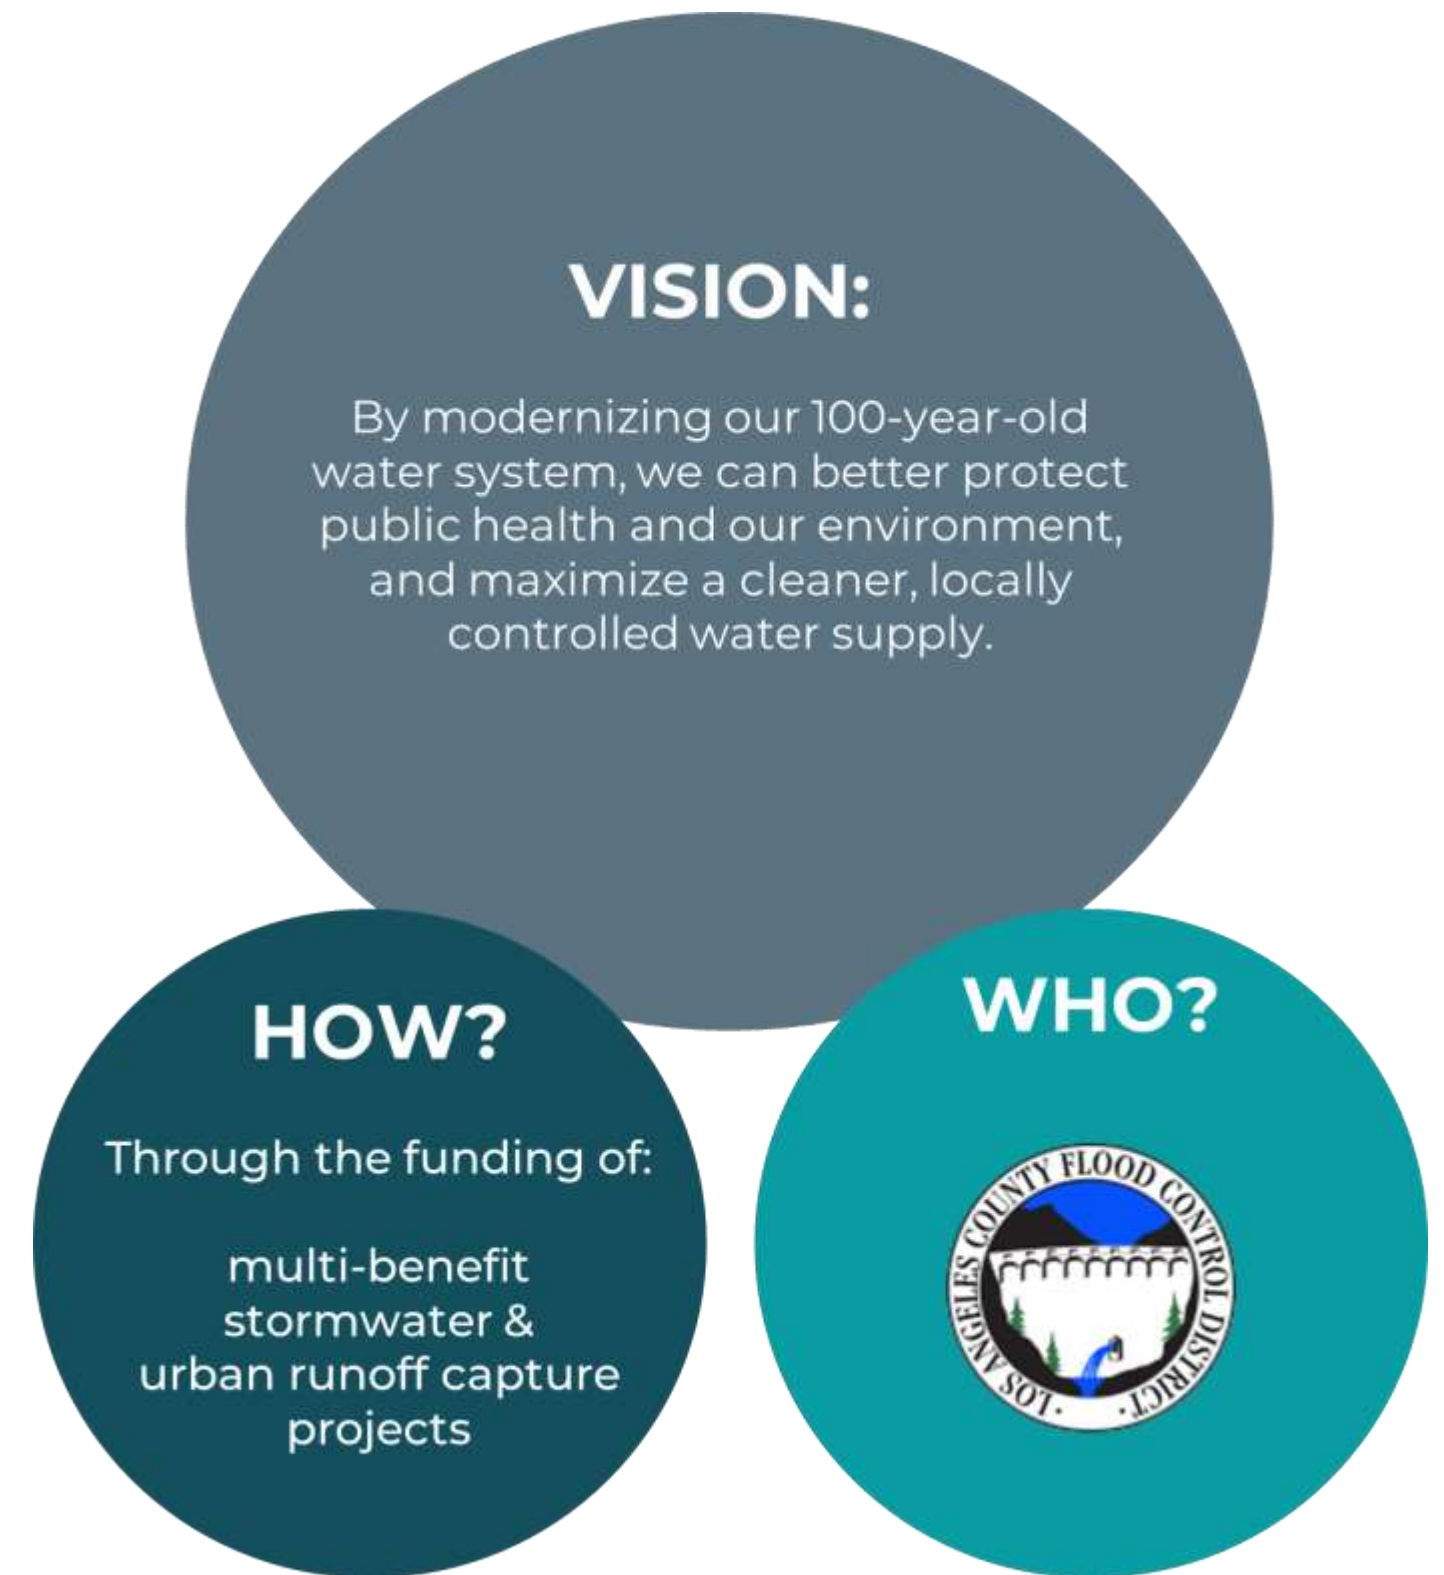 VISION:
By modernizing our 100-year-old
water system, we can better protect
public health and our environment,
and maximize a cleaner, locally
controlled water supply.
HOW?
Through the funding of:
multi-benefit
stormwater &
urban runoff capture
projects
WHO?
· LOS ANGELES COUNTY FLOOD CONTROL DISTRICT ·